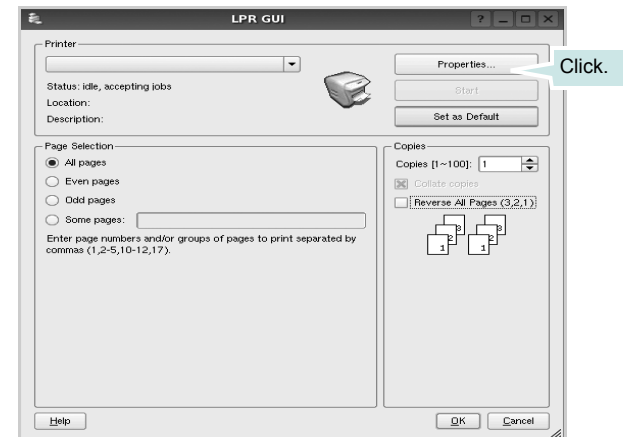 LPR GUI
Printer
Properties...
Click.
Status: idle, accepting jobs
Start
Location:
Description:
Set as Default
Page Selection
All pages
Even pages
Odd pages
Some pages:
Enter page numbers and/or groups of pages to print separated by
commas (1,2-5,10-12,17).
Copies
Copies [1~100]: 1
Collate copies
Reverse All Pages (3,2,1)
3 3
2 2
1 1
Help
OK
Cancel